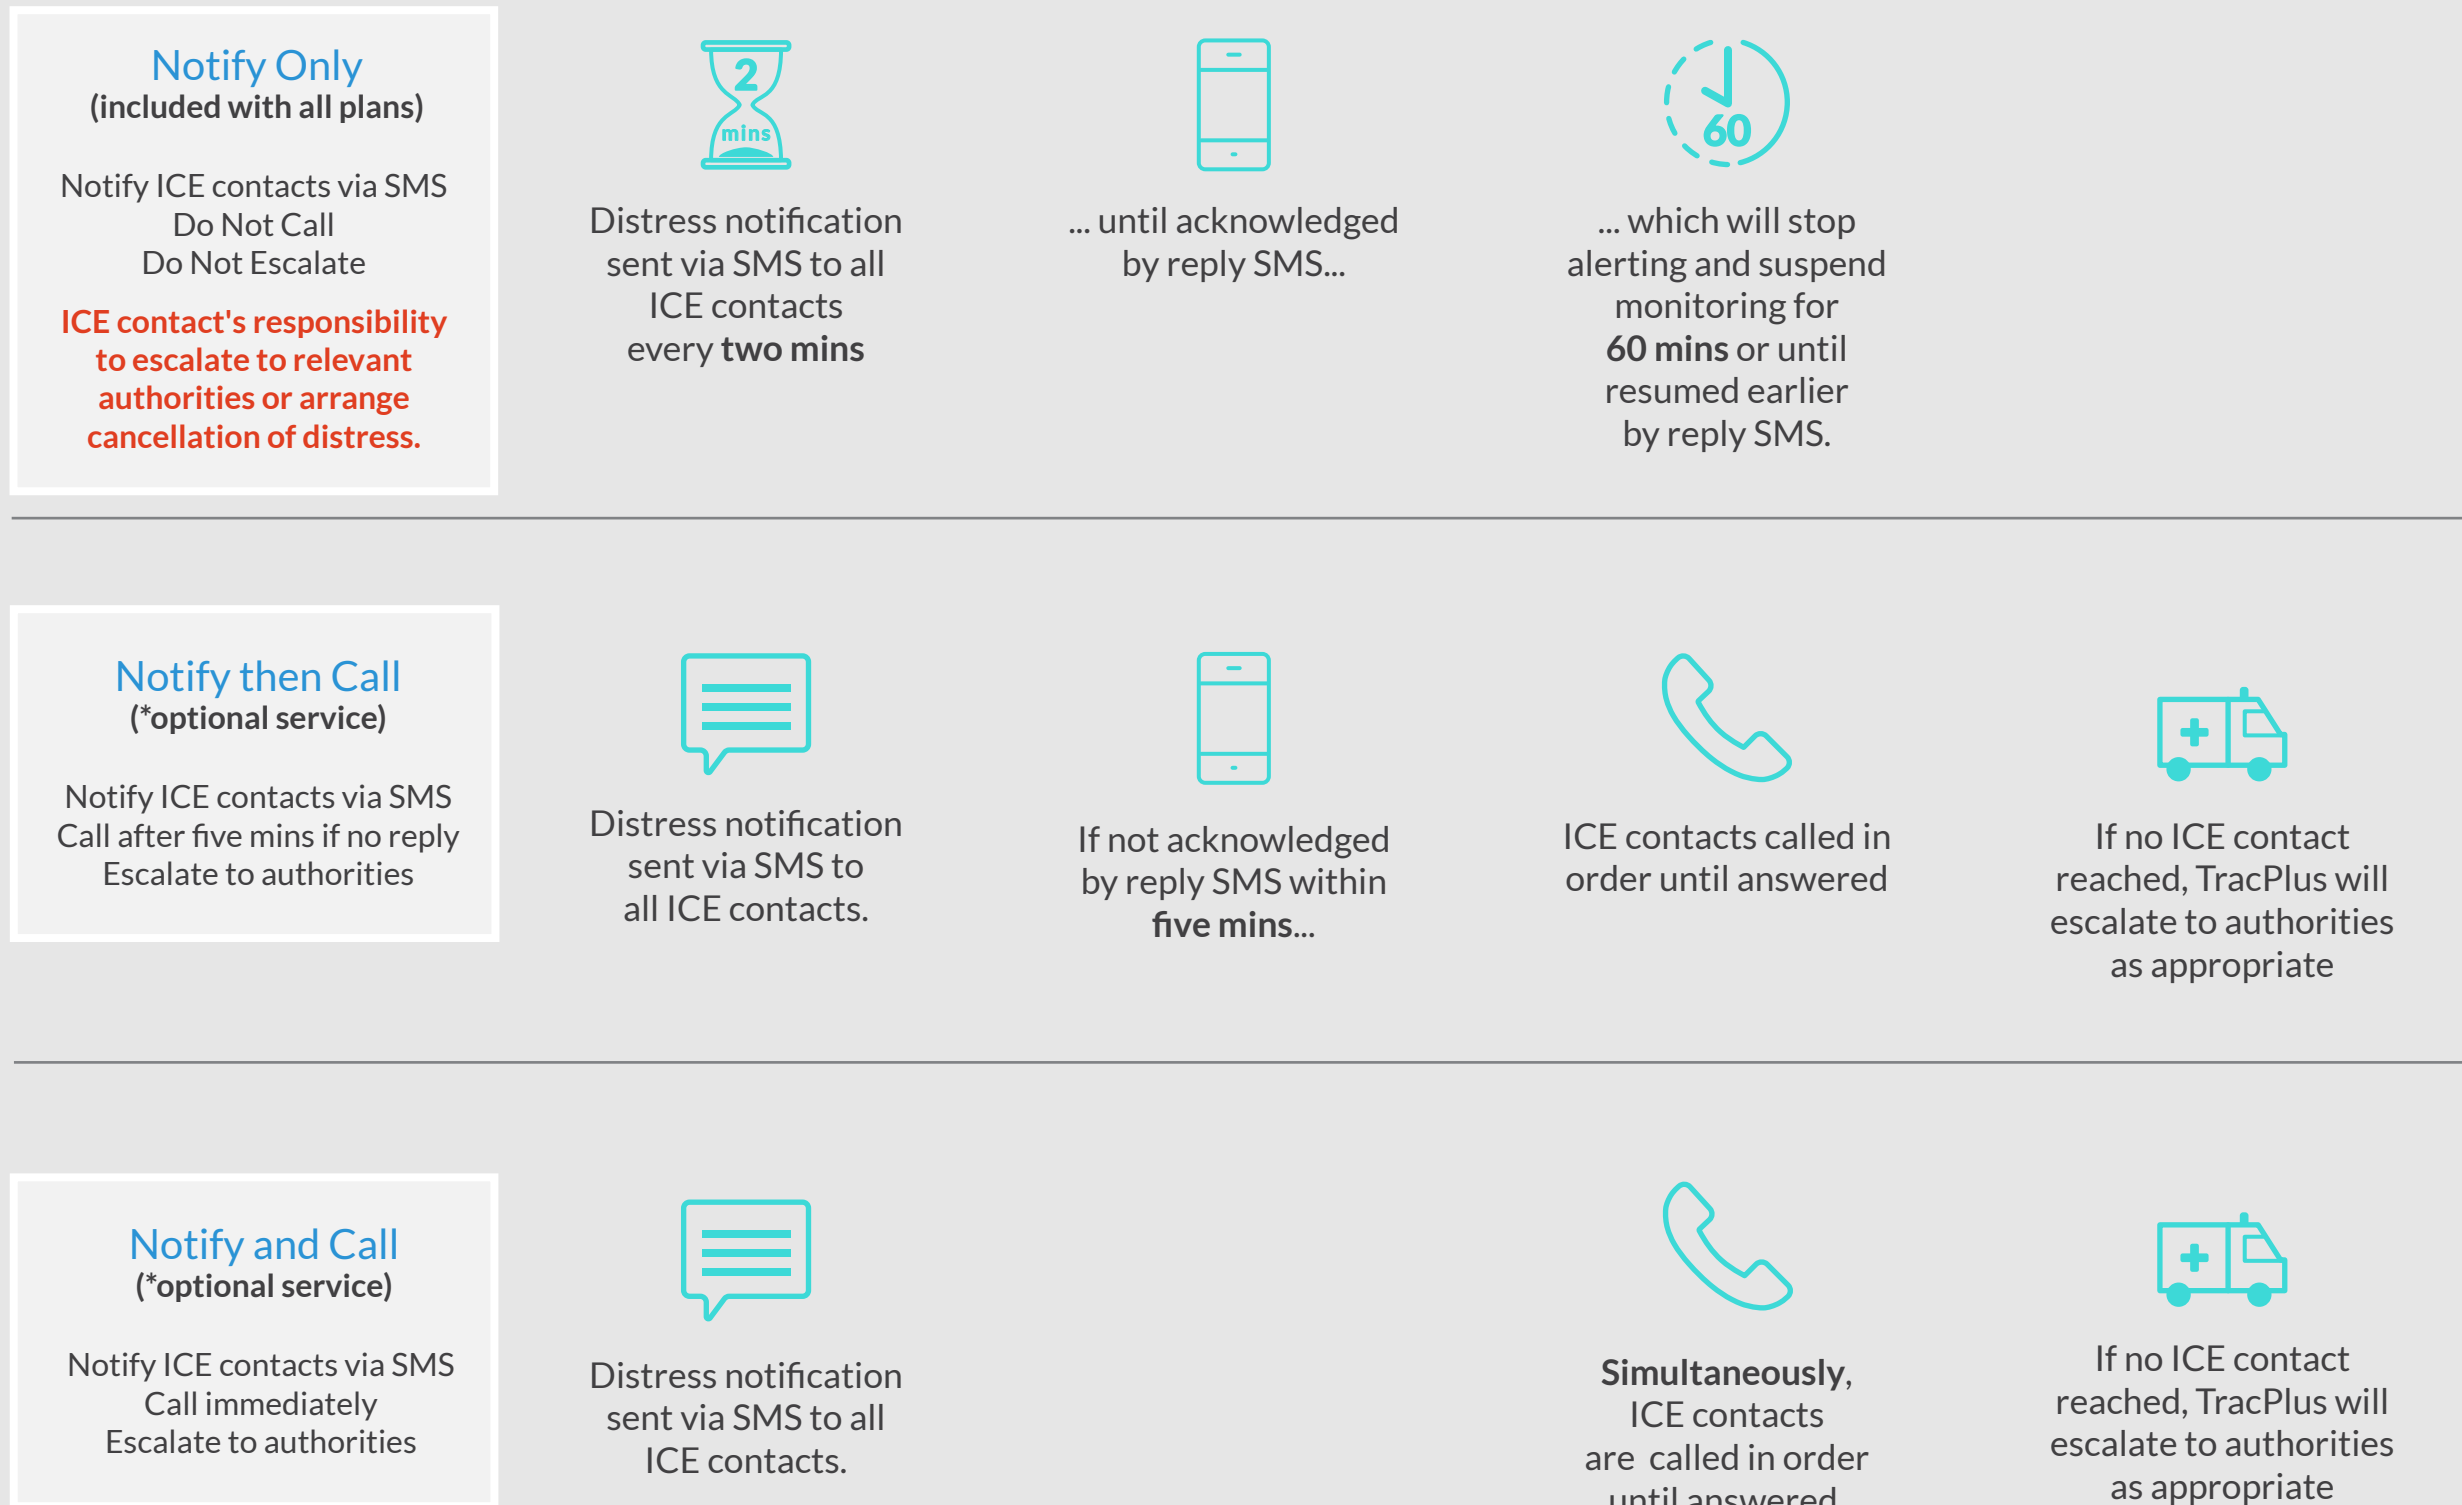 Notify Only
(included with all plans)
Notify ICE contacts via SMS
Do Not Call
Do Not Escalate
ICE contact's responsibility
to escalate to relevant
authorities or arrange
cancellation of distress.
2
mins
Distress notification
sent via SMS to all
ICE contacts
every two mins
... until acknowledged
by reply SMS...
60
... which will stop
alerting and suspend
monitoring for
60 mins or until
resumed earlier
by reply SMS.
Notify then Call
(*optional service)
Notify ICE contacts via SMS
Call after five mins if no reply
Escalate to authorities
Distress notification
sent via SMS to
all ICE contacts.
If not acknowledged
by reply SMS within
five mins...
ICE contacts called in
order until answered
If no ICE contact
reached, TracPlus will
escalate to authorities
as appropriate
Notify and Call
(*optional service)
Notify ICE contacts via SMS
Call immediately
Escalate to authorities
Distress notification
sent via SMS to all
ICE contacts.
Simultaneously,
ICE contacts
are called in order
until answered
If no ICE contact
reached, TracPlus will
escalate to authorities
as appropriate